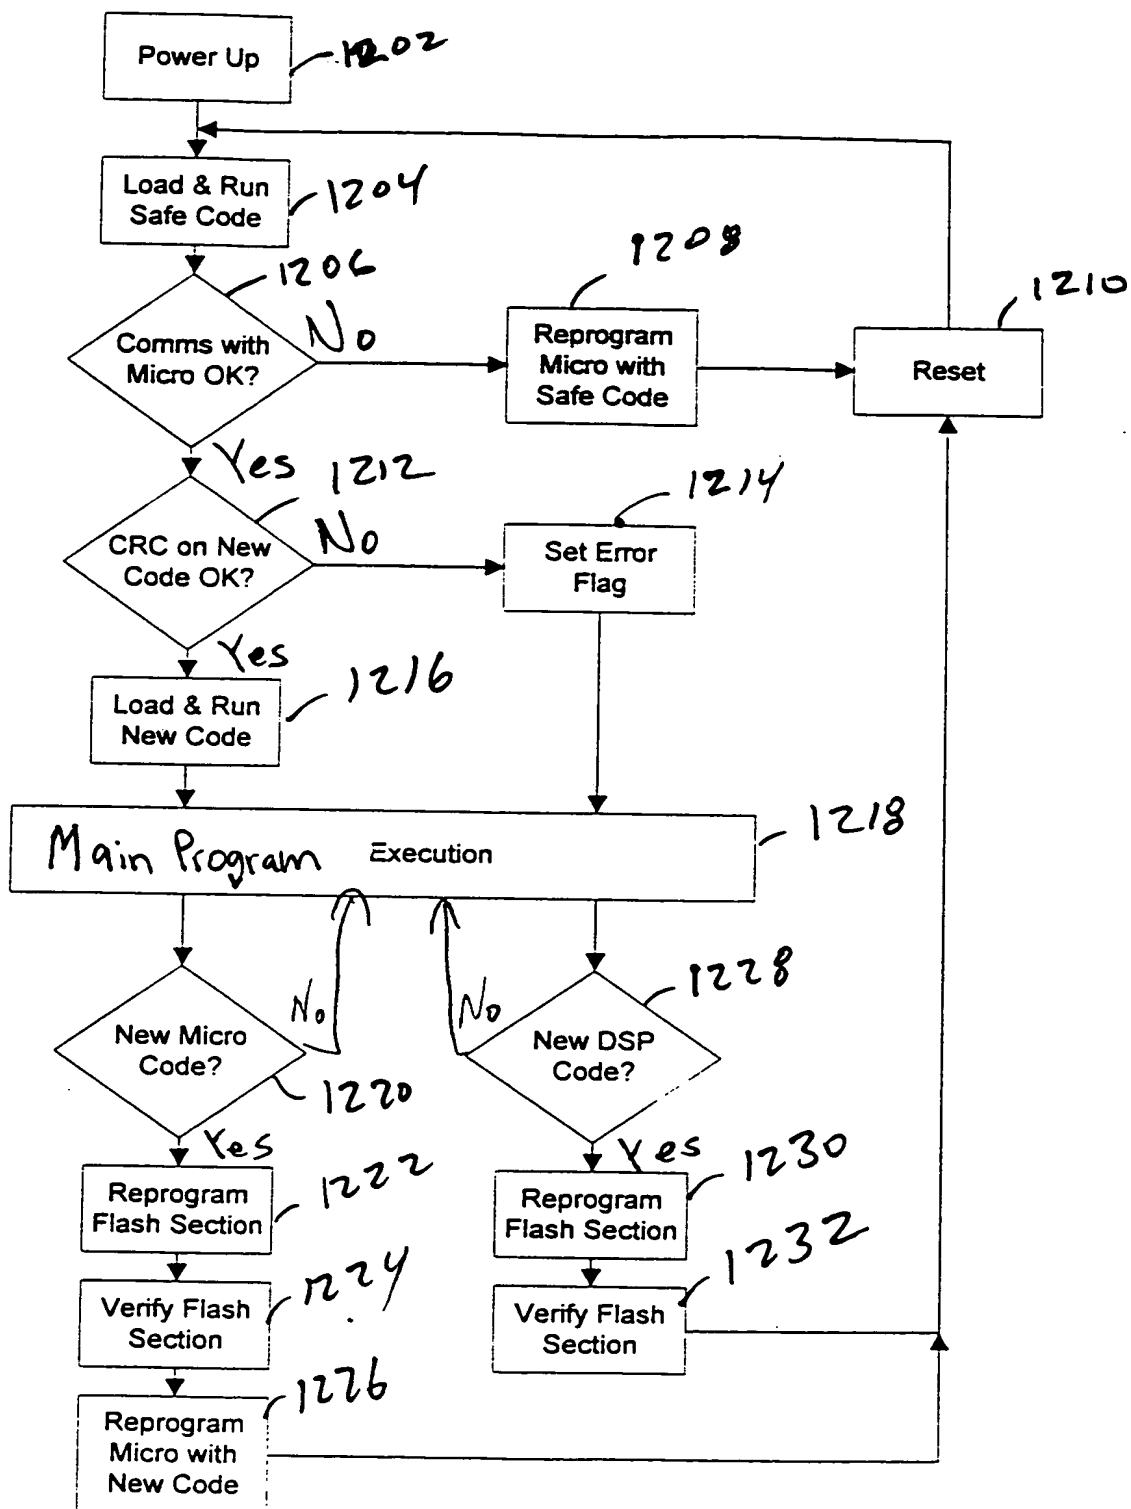 Power Up
1202
Load & Run
Safe Code
1204
1206
Comms with
Micro OK?
No
1208
Reprogram
Micro with
Safe Code
1210
Reset
Yes
1212
CRC on New
Code OK?
No
1214
Set Error
Flag
Yes
1216
Load & Run
New Code
Main Program Execution
1218
New Micro
Code?
No
1220
No
1228
New DSP
Code?
Yes
1222
Reprogram
Flash Section
Yes
1230
Reprogram
Flash Section
1224
Verify Flash
Section
1232
Verify Flash
Section
1226
Reprogram
Micro with
New Code